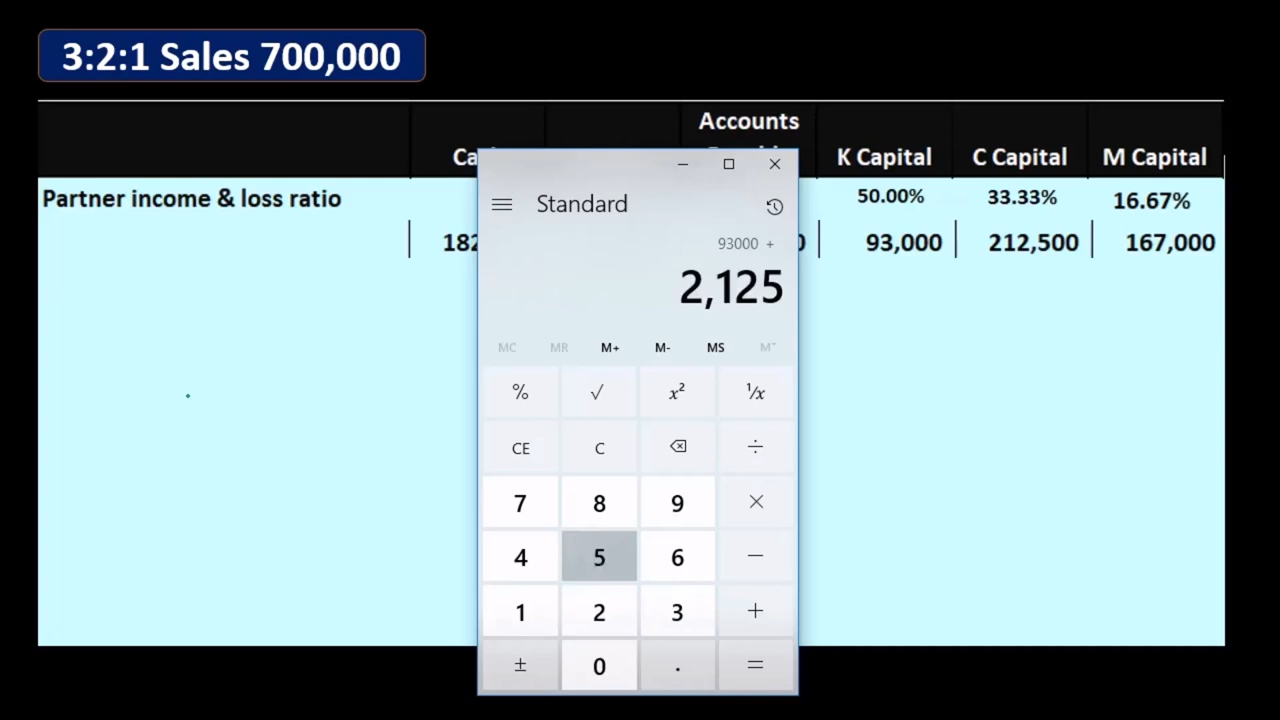 3:2:1 Sales 700,000
Accounts
K Capital C Capital M Capital
Partner income & loss ratio 50.00% 33.33% 16.67%
93,000 212,500 167,000
Standard
93000 +
2,125
MC MR M+ M- MS M˅
% √ x² ¹/x
CE C ⌫ ÷
7 8 9 ×
4 5 6 −
1 2 3 +
± 0 . =